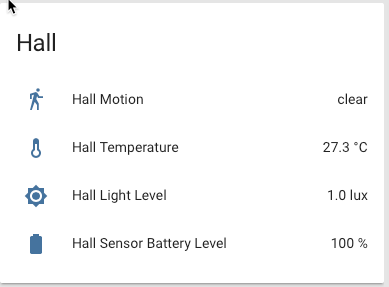 Hall
Hall Motion clear
Hall Temperature 27.3 °C
Hall Light Level 1.0 lux
Hall Sensor Battery Level 100 %